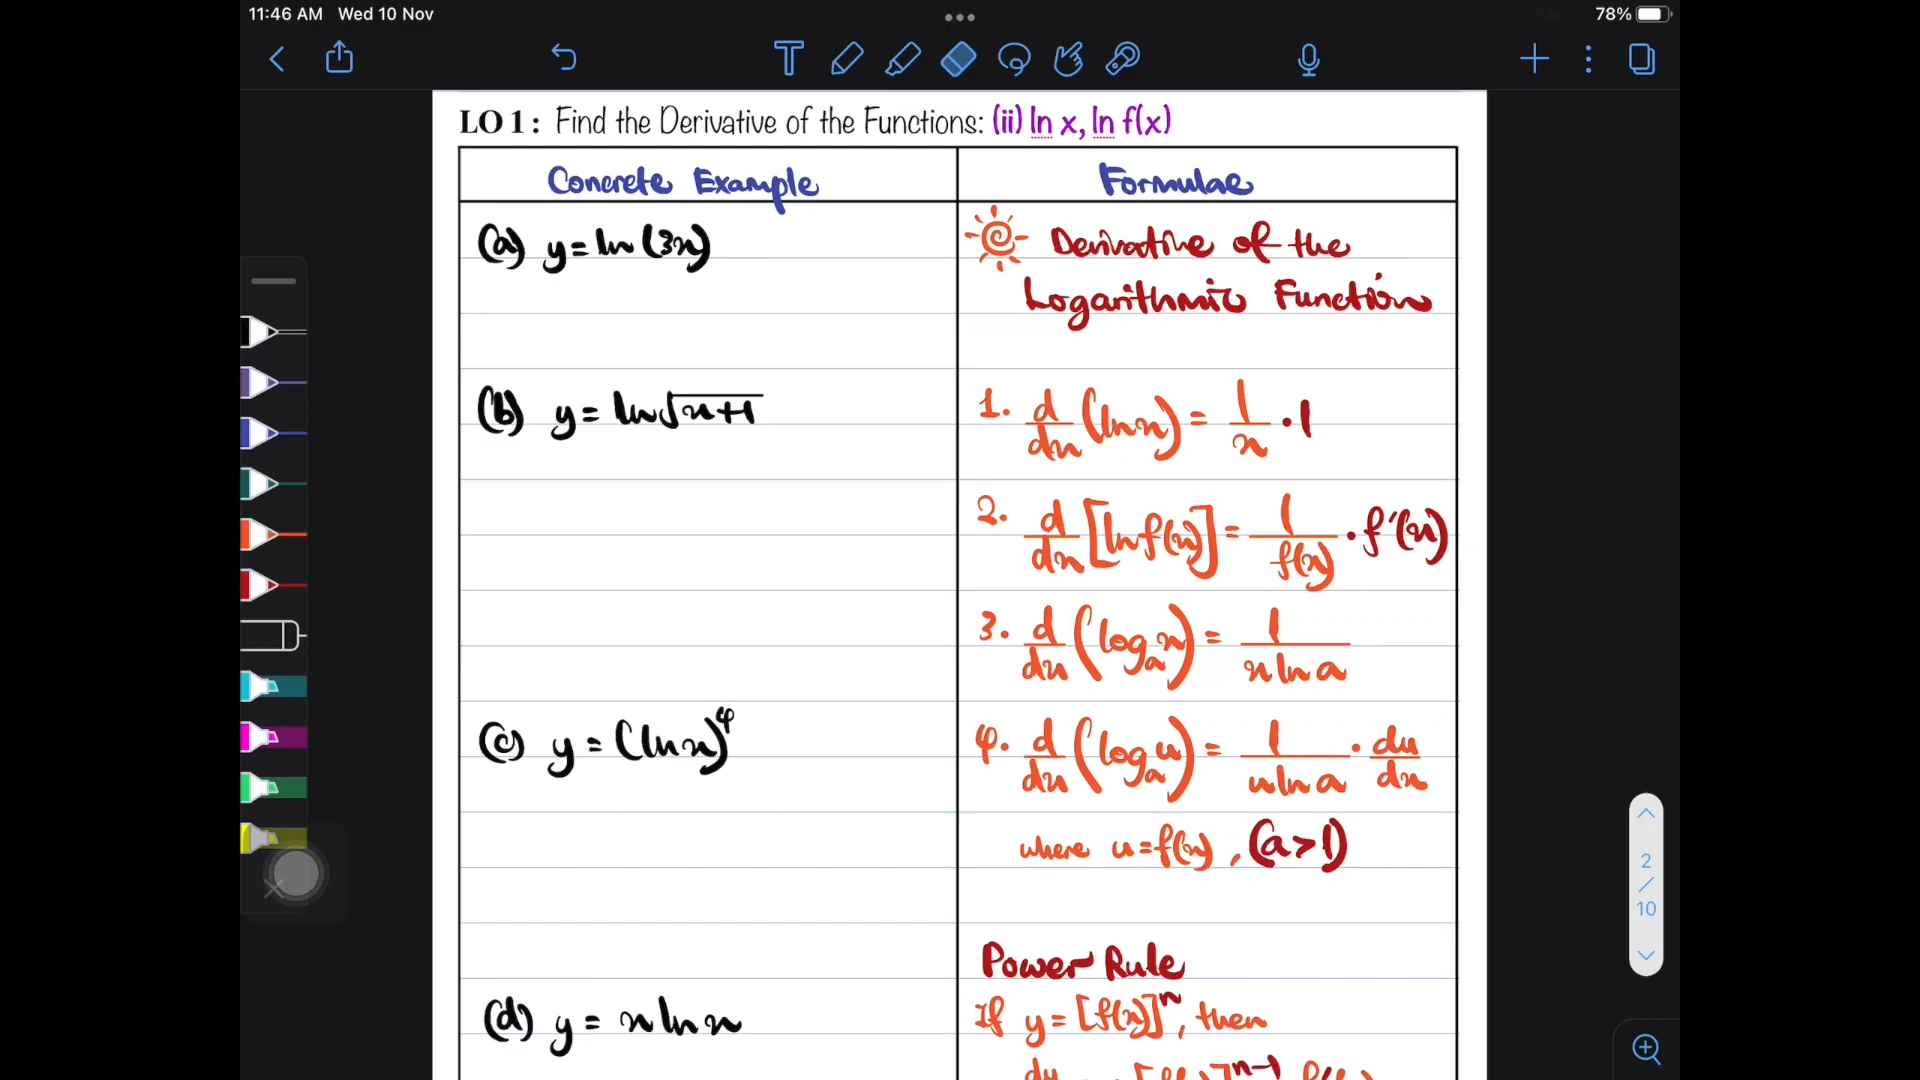 11:46 AM Wed 10 Nov
78%
LO 1 : Find the Derivative of the Functions: (ii) ln x, ln f(x)
Concrete Example
Formulae
(a) y = ln (3x)
Derivative of the
Logarithmic Function
(b) y = ln √x+1
1. d/dx (ln x) = 1/x · 1
2. d/dx [ln f(x)] = 1/f(x) · f'(x)
3. d/dx (logₐ x) = 1/x ln a
(c) y = (ln x)⁴
4. d/dx (logₐ u) = 1/u ln a · du/dx
where u = f(x), (a > 1)
Power Rule
(d) y = x ln x
If y = [f(x)]ⁿ, then
2
/
10